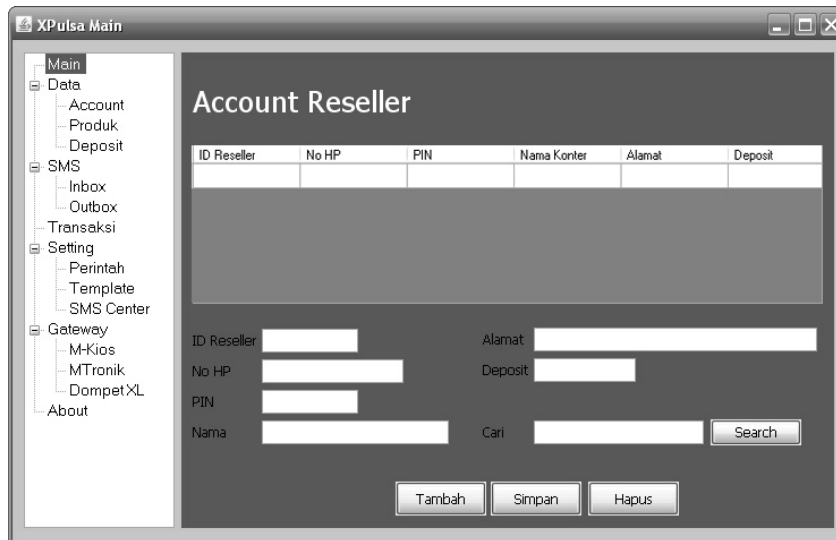 XPulsa Main
Main
Data
Account
Produk
Deposit
SMS
Inbox
Outbox
Transaksi
Setting
Perintah
Template
SMS Center
Gateway
M-Kios
MTronik
Dompet XL
About
Account Reseller
ID Reseller No HP PIN Nama Konter Alamat Deposit
ID Reseller Alamat
No HP Deposit
PIN
Nama Cari Search
Tambah Simpan Hapus